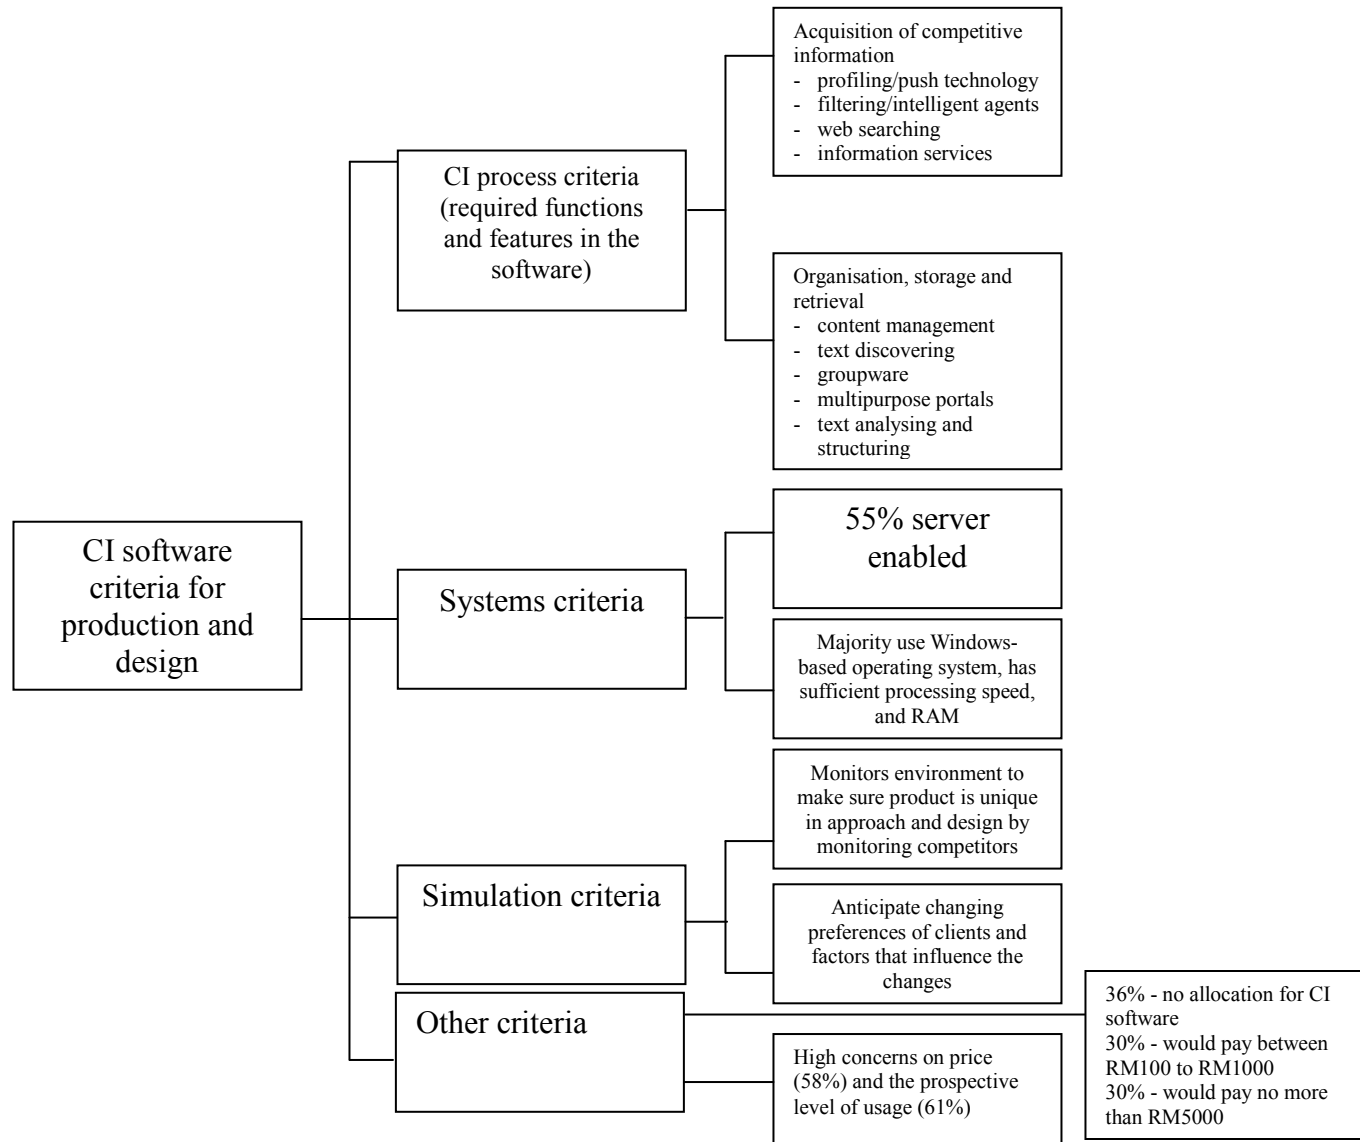 Acquisition of competitive
information
- profiling/push technology
- filtering/intelligent agents
- web searching
- information services
CI process criteria
(required functions
and features in the
software)
Organisation, storage and
retrieval
- content management
- text discovering
- groupware
- multipurpose portals
- text analysing and
structuring
CI software
criteria for
production and
design
55% server
enabled
Systems criteria
Majority use Windows-
based operating system, has
sufficient processing speed,
and RAM
Monitors environment to
make sure product is unique
in approach and design by
monitoring competitors
Simulation criteria
Anticipate changing
preferences of clients and
factors that influence the
changes
Other criteria
36% - no allocation for CI
software
30% - would pay between
RM100 to RM1000
30% - would pay no more
than RM5000
High concerns on price
(58%) and the prospective
level of usage (61%)